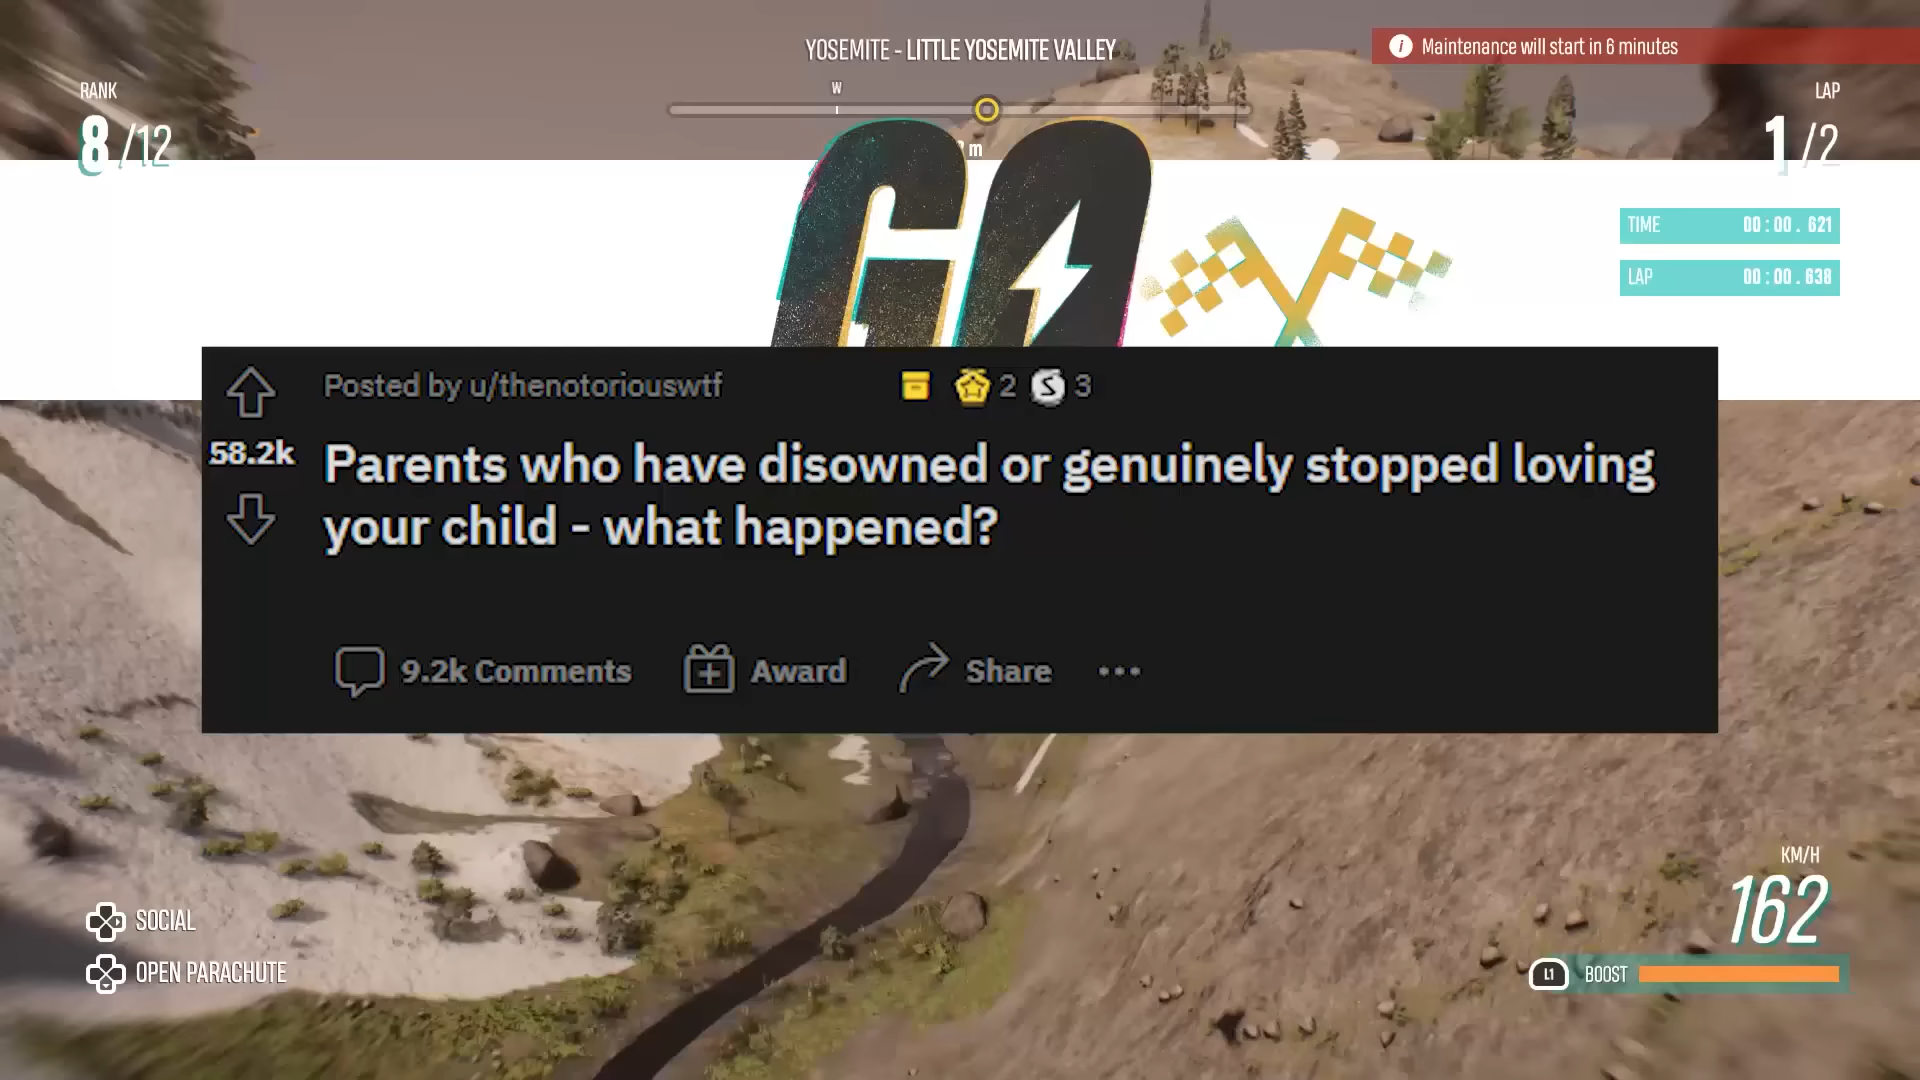 YOSEMITE - LITTLE YOSEMITE VALLEY
Maintenance will start in 6 minutes
RANK
8/12
W
LAP
1/2
m
GO
TIME 00:00.621
LAP 00:00.638
Posted by u/thenotoriouswtf 2 3
58.2k
Parents who have disowned or genuinely stopped loving
your child - what happened?
9.2k Comments Award Share
KM/H
162
SOCIAL
OPEN PARACHUTE
L1 BOOST